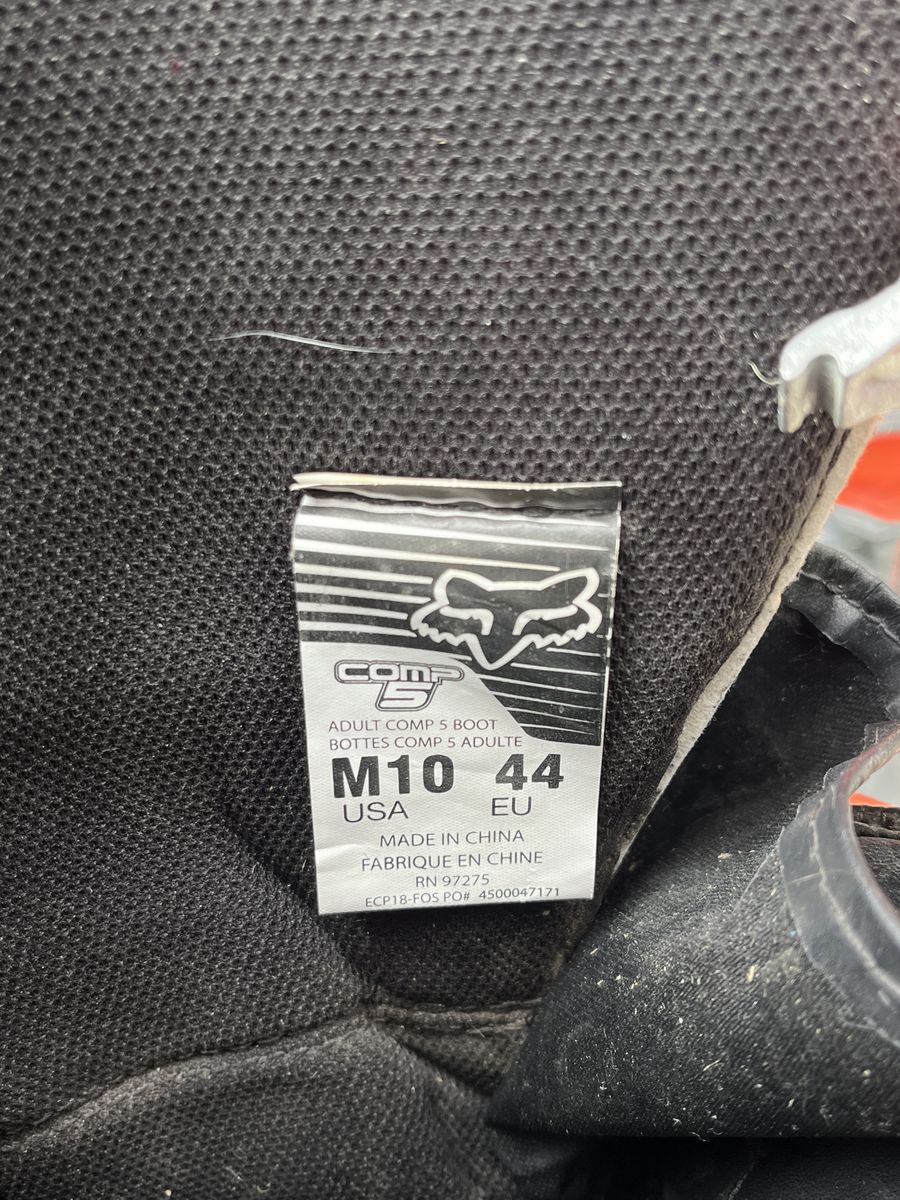 COMP
5
ADULT COMP 5 BOOT
BOTTES COMP 5 ADULTE
M10 44
USA EU
MADE IN CHINA
FABRIQUE EN CHINE
RN 97275
ECP18-FOS PO# 4500047171